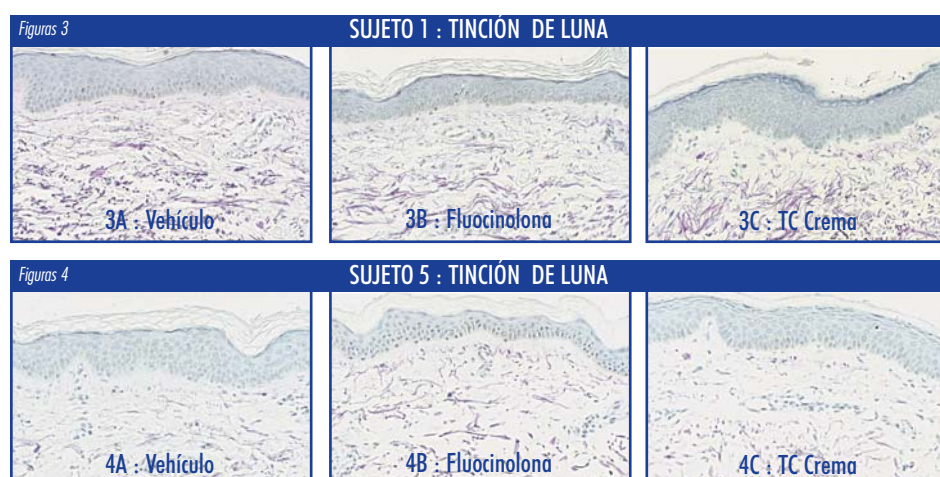 Figuras 3
SUJETO 1 : TINCIÓN DE LUNA
3A : Vehículo
3B : Fluocinolona
3C : TC Crema
Figuras 4
SUJETO 5 : TINCIÓN DE LUNA
4A : Vehículo
4B : Fluocinolona
4C : TC Crema